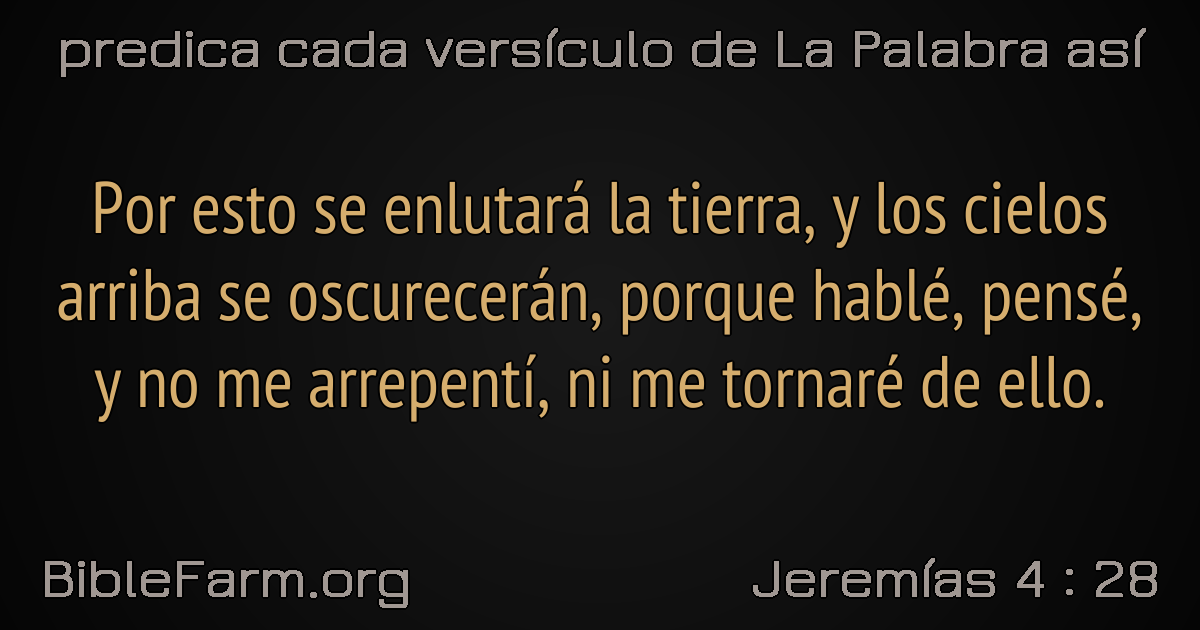 predica cada versículo de La Palabra así
Por esto se enlutará la tierra, y los cielos
arriba se oscurecerán, porque hablé, pensé,
y no me arrepentí, ni me tornaré de ello.
BibleFarm.org
Jeremías 4 : 28